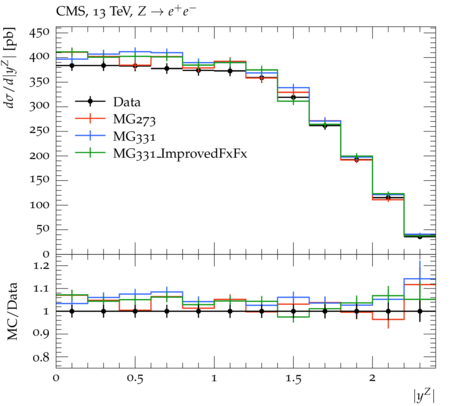 CMS, 13 TeV, Z → e⁺e⁻
dσ/d|y^Z| [pb]
450
400
350
300
250
200
150
100
50
0
Data
MG273
MG331
MG331_ImprovedFxFx
MC/Data
1.2
1.1
1
0.9
0.8
0 0.5 1 1.5 2
|y^Z|